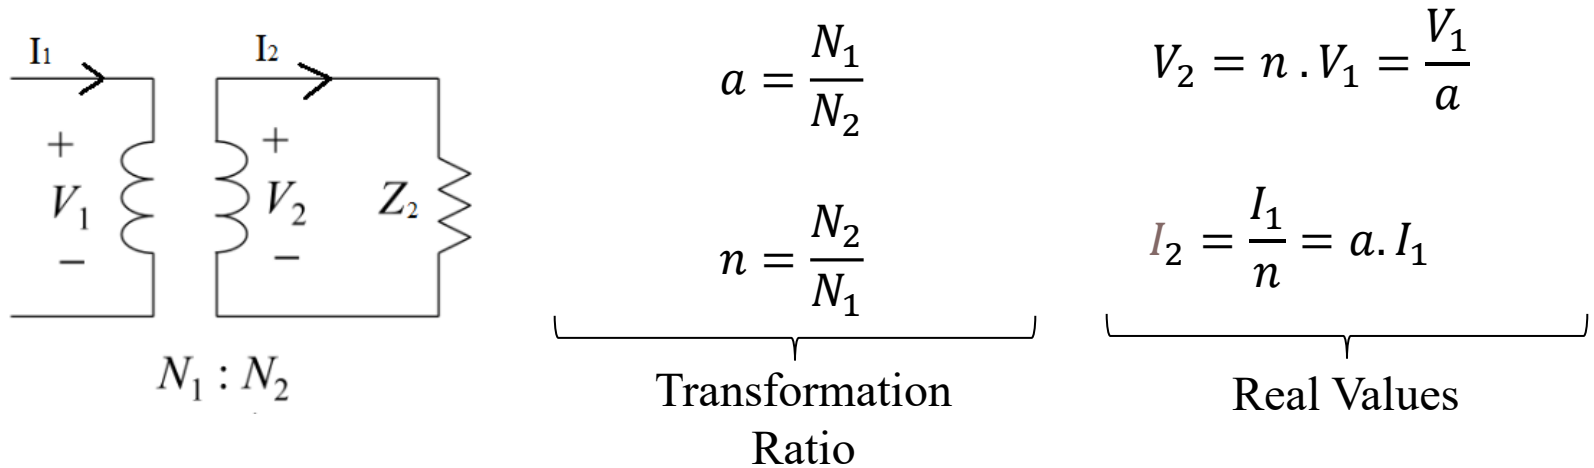 I₁
I₂
+
V₁
−
+
V₂
−
Z₂
N₁ : N₂
a = N₁/N₂
n = N₂/N₁
Transformation
Ratio
V₂ = n . V₁ = V₁/a
I₂ = I₁/n = a. I₁
Real Values